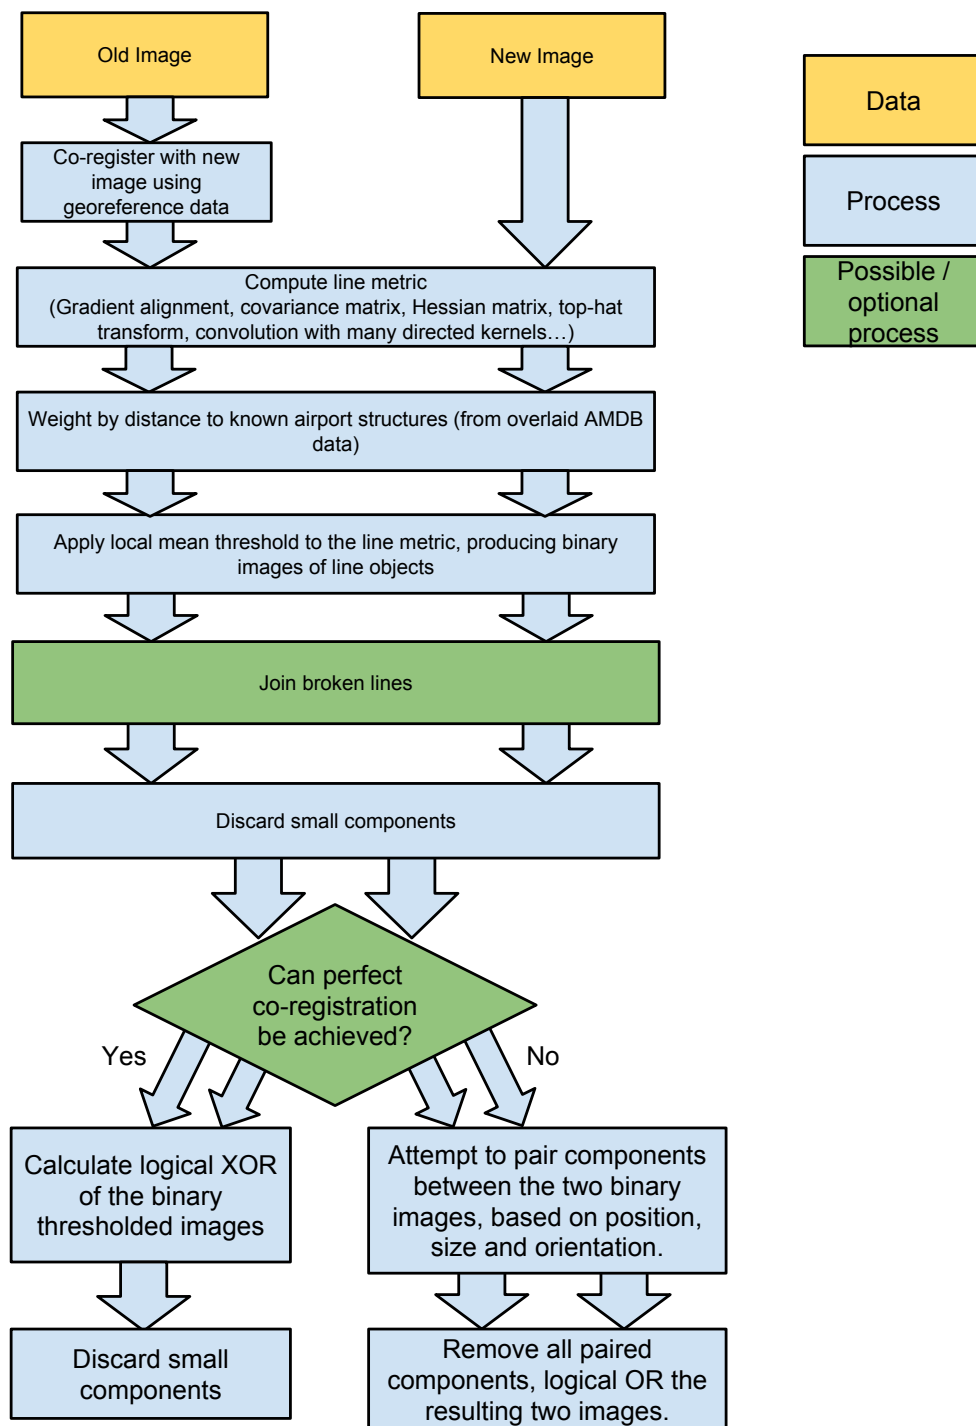 Old Image
New Image
Data
Co-register with new
image using
georeference data
Process
Compute line metric
(Gradient alignment, covariance matrix, Hessian matrix, top-hat
transform, convolution with many directed kernels…)
Possible /
optional
process
Weight by distance to known airport structures (from overlaid AMDB
data)
Apply local mean threshold to the line metric, producing binary
images of line objects
Join broken lines
Discard small components
Can perfect
co-registration
be achieved?
Yes
No
Calculate logical XOR
of the binary
thresholded images
Attempt to pair components
between the two binary
images, based on position,
size and orientation.
Discard small
components
Remove all paired
components, logical OR the
resulting two images.